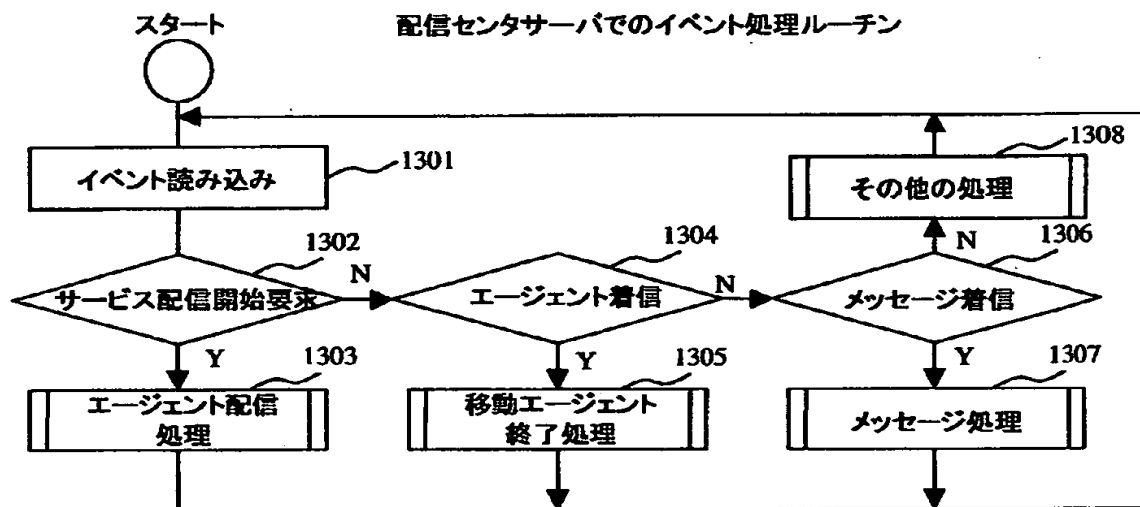 スタート
配信センタサーバでのイベント処理ルーチン
イベント読み込み
1301
その他の処理
1308
サービス配信開始要求
1302
N
エージェント着信
1304
N
メッセージ着信
1306
N
Y
エージェント配信
処理
1303
Y
移動エージェント
終了処理
1305
Y
メッセージ処理
1307